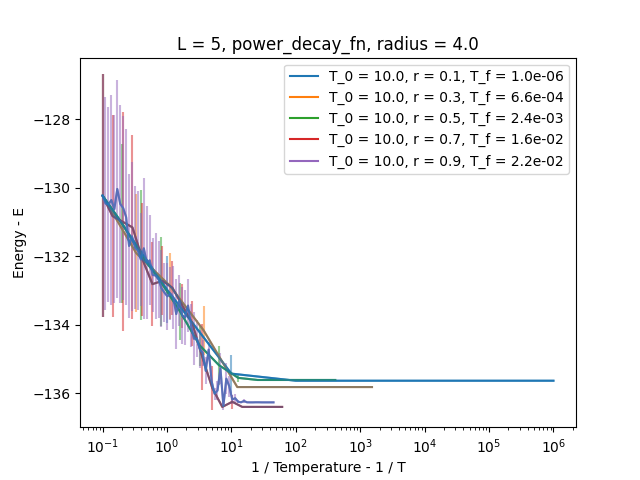 L = 5, power_decay_fn, radius = 4.0
T_0 = 10.0, r = 0.1, T_f = 1.0e-06
T_0 = 10.0, r = 0.3, T_f = 6.6e-04
T_0 = 10.0, r = 0.5, T_f = 2.4e-03
T_0 = 10.0, r = 0.7, T_f = 1.6e-02
T_0 = 10.0, r = 0.9, T_f = 2.2e-02
Energy - E
−128
−130
−132
−134
−136
10⁻¹ 10⁰ 10¹ 10² 10³ 10⁴ 10⁵ 10⁶
1 / Temperature - 1 / T